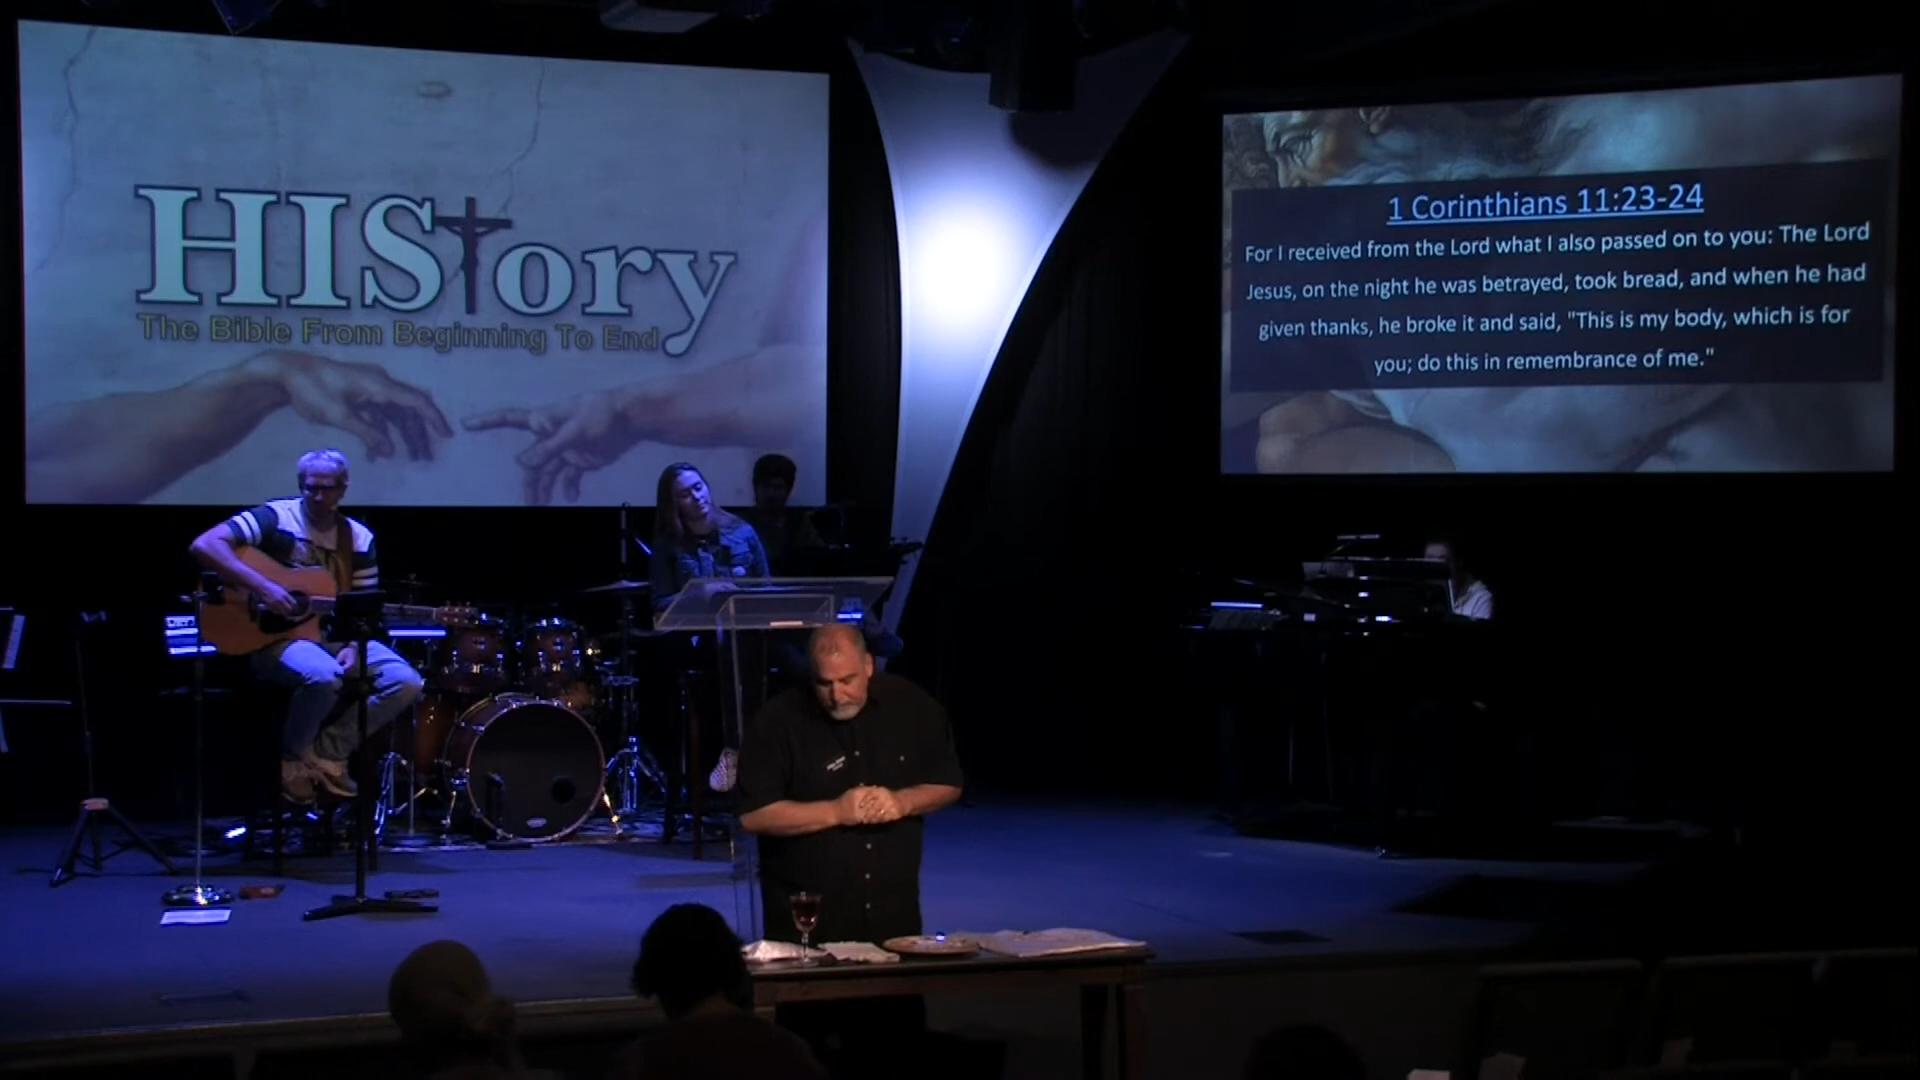 HISTory
The Bible From Beginning To End
1 Corinthians 11:23-24
For I received from the Lord what I also passed on to you: The Lord
Jesus, on the night he was betrayed, took bread, and when he had
given thanks, he broke it and said, "This is my body, which is for
you; do this in remembrance of me."